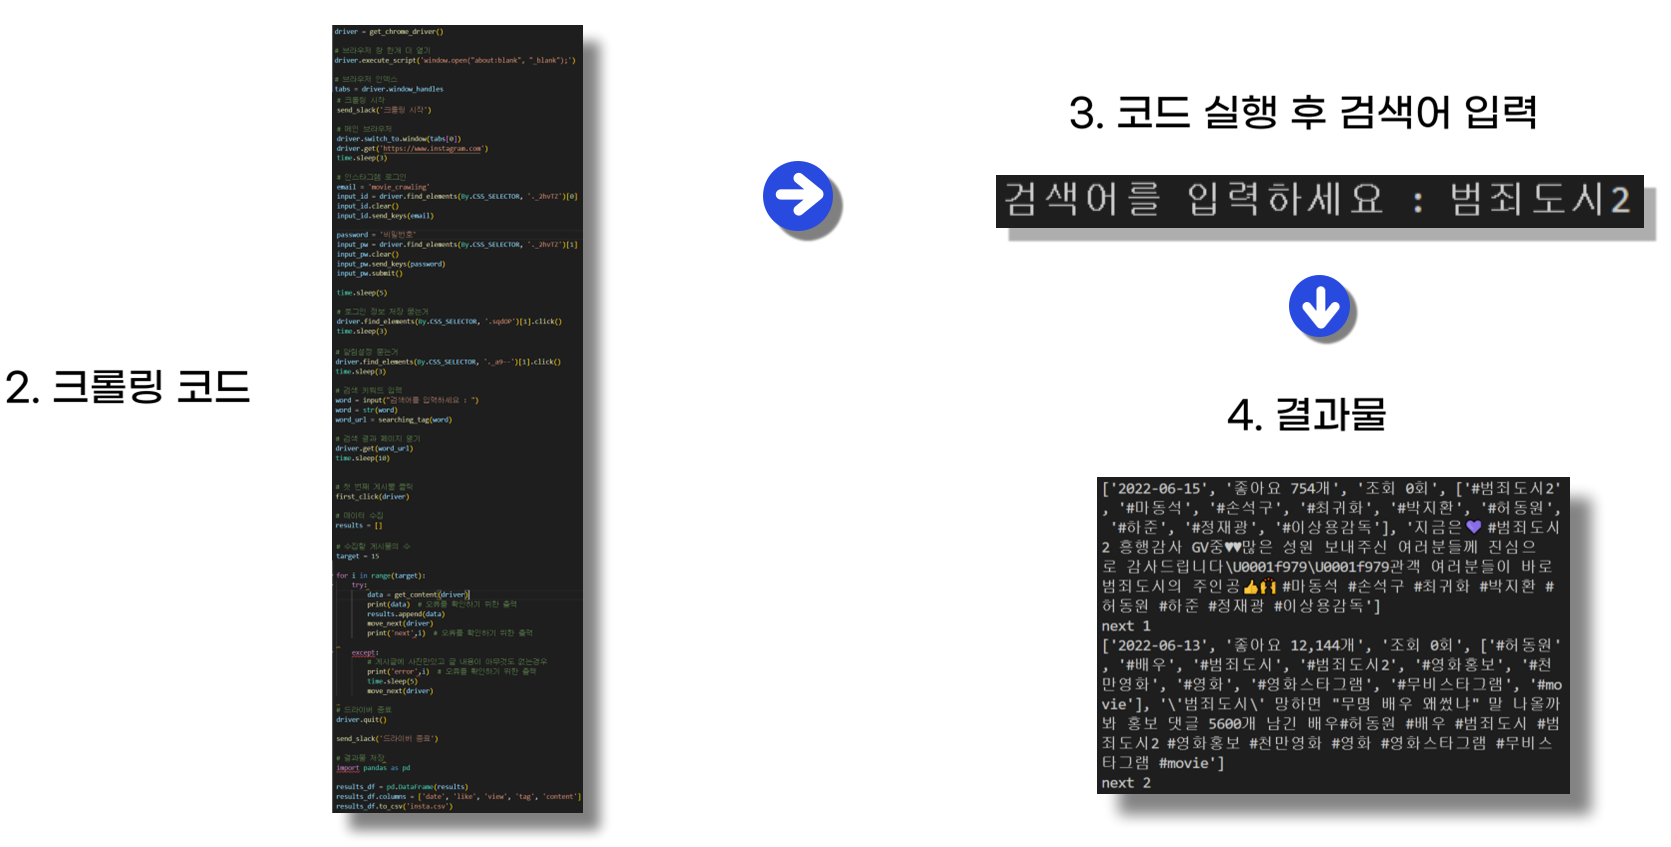 2. 크롤링 코드
driver = get_chrome_driver()
# 브라우저 창 한개 더 열기
driver.execute_script('window.open("about:blank", "_blank");')
# 브라우저 인덱스
tabs = driver.window_handles
# 크롤링 시작
send_slack('크롤링 시작')
# 메인 브라우저
driver.switch_to.window(tabs[0])
driver.get('https://www.instagram.com')
time.sleep(3)
# 인스타그램 로그인
email = 'movie_crawling'
input_id = driver.find_elements(By.CSS_SELECTOR, '._2hvTZ')[0]
input_id.clear()
input_id.send_keys(email)
password = '비밀번호'
input_pw = driver.find_elements(By.CSS_SELECTOR, '._2hvTZ')[1]
input_pw.clear()
input_pw.send_keys(password)
input_pw.submit()
time.sleep(5)
# 로그인 정보 저장 묻는거
driver.find_elements(By.CSS_SELECTOR, '.sqdOP')[1].click()
time.sleep(3)
# 알림설정 묻는거
driver.find_elements(By.CSS_SELECTOR, '._a9--')[1].click()
time.sleep(3)
# 검색 키워드 입력
word = input("검색어를 입력하세요 : ")
word = str(word)
word_url = searching_tag(word)
# 검색 결과 페이지 열기
driver.get(word_url)
time.sleep(10)
# 첫 번째 게시물 클릭
first_click(driver)
# 데이터 수집
results = []
# 수집할 게시물의 수
target = 15
for i in range(target):
try:
data = get_content(driver)
print(data) # 오류를 확인하기 위한 출력
results.append(data)
move_next(driver)
print('next',i) # 오류를 확인하기 위한 출력
except:
# 게시글에 사진만있고 글 내용이 아무것도 없는경우
print('error',i) # 오류를 확인하기 위한 출력
time.sleep(5)
move_next(driver)
# 드라이버 종료
driver.quit()
send_slack('드라이버 종료')
# 결과물 저장
import pandas as pd
results_df = pd.DataFrame(results)
results_df.columns = ['date', 'like', 'view', 'tag', 'content']
results_df.to_csv('insta.csv')
3. 코드 실행 후 검색어 입력
검색어를 입력하세요 : 범죄도시2
4. 결과물
['2022-06-15', '좋아요 754개', '조회 0회', ['#범죄도시2'
, '#마동석', '#손석구', '#최귀화', '#박지환', '#허동원',
'#하준', '#정재광', '#이상용감독'], '지금은💜 #범죄도시
2 흥행감사 GV중♥♥많은 성원 보내주신 여러분들께 진심으
로 감사드립니다\U0001f979\U0001f979관객 여러분들이 바로
범죄도시의 주인공👍🙌 #마동석 #손석구 #최귀화 #박지환 #
허동원 #하준 #정재광 #이상용감독']
next 1
['2022-06-13', '좋아요 12,144개', '조회 0회', ['#허동원'
, '#배우', '#범죄도시', '#범죄도시2', '#영화홍보', '#천
만영화', '#영화', '#영화스타그램', '#무비스타그램', '#mo
vie'], '\'범죄도시\' 망하면 "무명 배우 왜썼냐" 말 나올까
봐 홍보 댓글 5600개 남긴 배우#허동원 #배우 #범죄도시 #범
죄도시2 #영화홍보 #천만영화 #영화 #영화스타그램 #무비스
타그램 #movie']
next 2